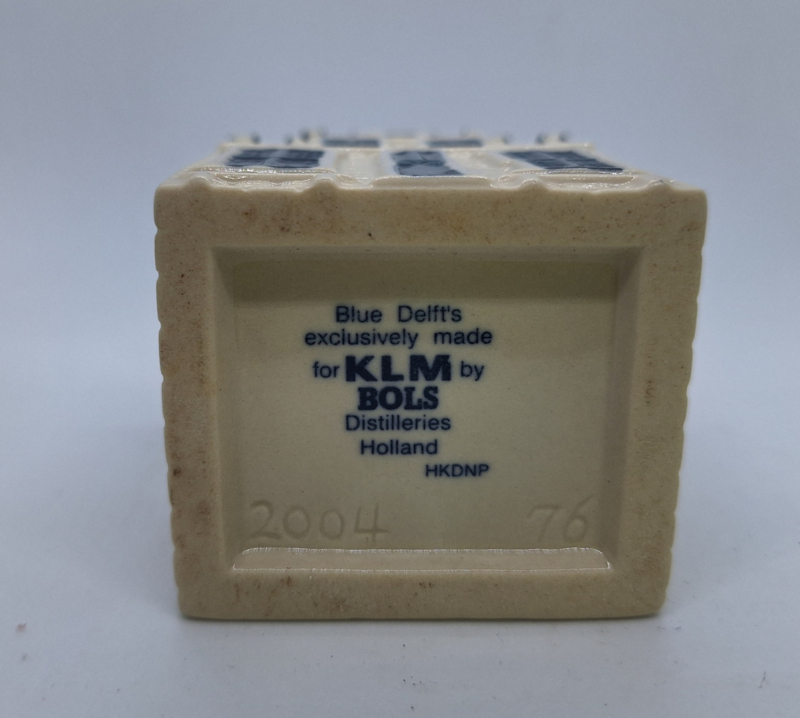 Blue Delft's
exclusively made
for KLM by
BOLS
Distilleries
Holland
HKDNP
2004 76